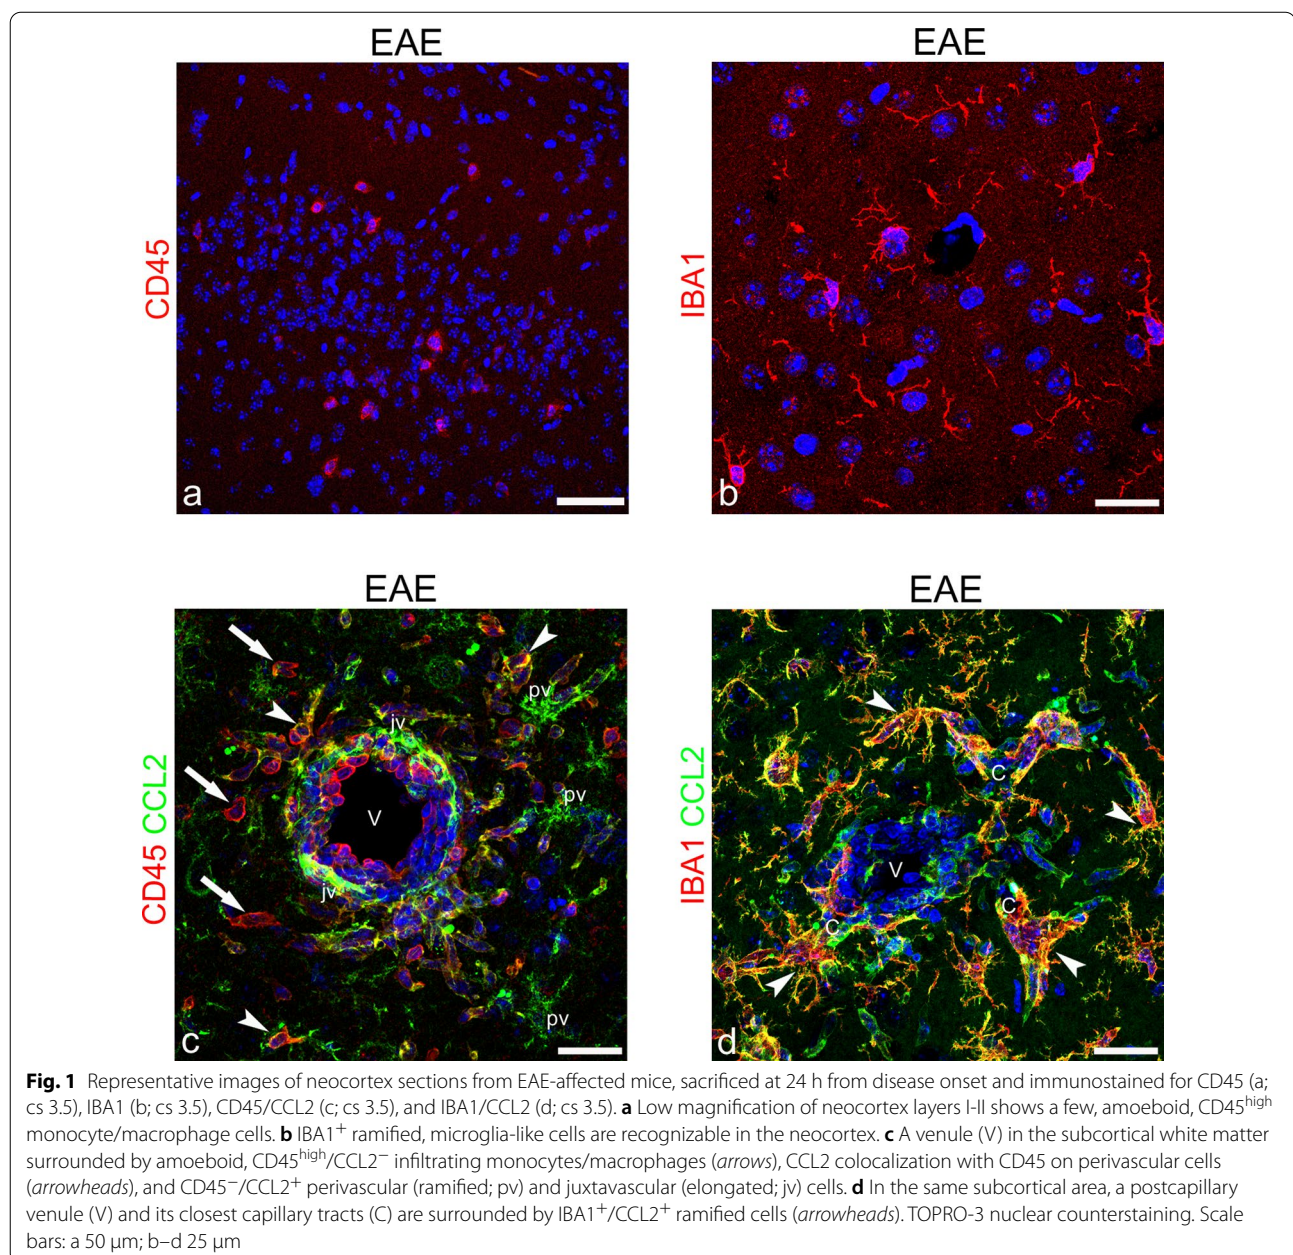 EAE
EAE
CD45
IBA1
a
b
EAE
EAE
CD45 CCL2
IBA1 CCL2
pv
jv
V
pv
jv
pv
c
C
V
C
C
d
Fig. 1 Representative images of neocortex sections from EAE-affected mice, sacrificed at 24 h from disease onset and immunostained for CD45 (a;
cs 3.5), IBA1 (b; cs 3.5), CD45/CCL2 (c; cs 3.5), and IBA1/CCL2 (d; cs 3.5). a Low magnification of neocortex layers I-II shows a few, amoeboid, CD45high
monocyte/macrophage cells. b IBA1+ ramified, microglia-like cells are recognizable in the neocortex. c A venule (V) in the subcortical white matter
surrounded by amoeboid, CD45high/CCL2− infiltrating monocytes/macrophages (arrows), CCL2 colocalization with CD45 on perivascular cells
(arrowheads), and CD45−/CCL2+ perivascular (ramified; pv) and juxtavascular (elongated; jv) cells. d In the same subcortical area, a postcapillary
venule (V) and its closest capillary tracts (C) are surrounded by IBA1+/CCL2+ ramified cells (arrowheads). TOPRO-3 nuclear counterstaining. Scale
bars: a 50 μm; b–d 25 μm